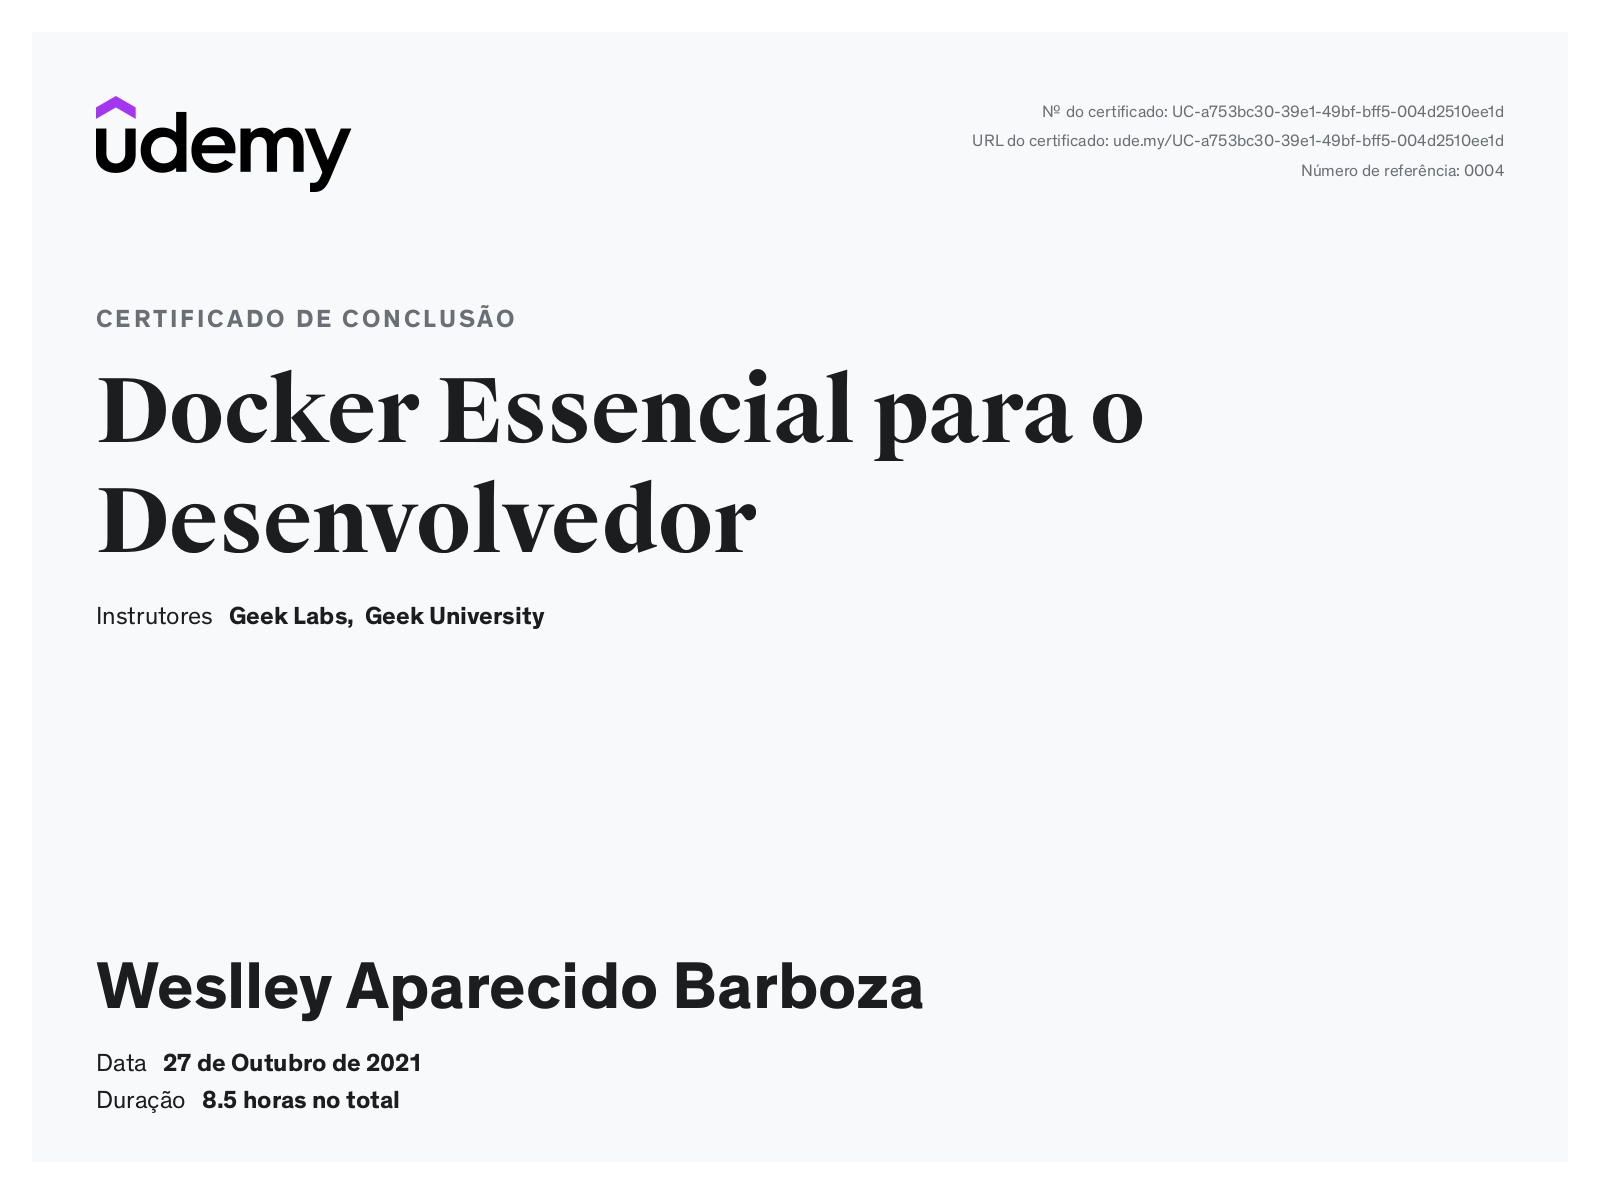 udemy
Nº do certificado: UC-a753bc30-39e1-49bf-bff5-004d2510ee1d
URL do certificado: ude.my/UC-a753bc30-39e1-49bf-bff5-004d2510ee1d
Número de referência: 0004
CERTIFICADO DE CONCLUSÃO
Docker Essencial para o
Desenvolvedor
Instrutores Geek Labs, Geek University
Weslley Aparecido Barboza
Data 27 de Outubro de 2021
Duração 8.5 horas no total